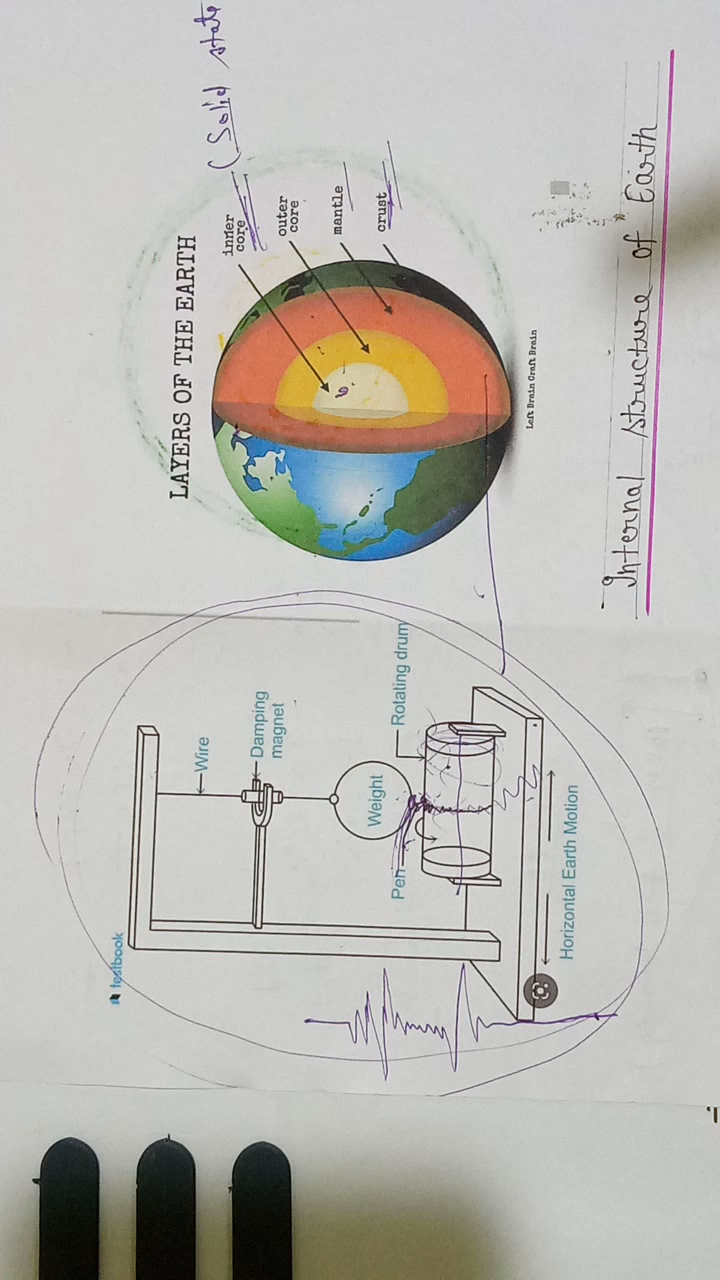 testbook
Wire
Damping
magnet
Weight
Pen
Rotating drum
Horizontal Earth Motion
LAYERS OF THE EARTH
inner
core
(Solid state
outer
core
mantle
crust
Left Brain Craft Brain
Internal structure of Earth